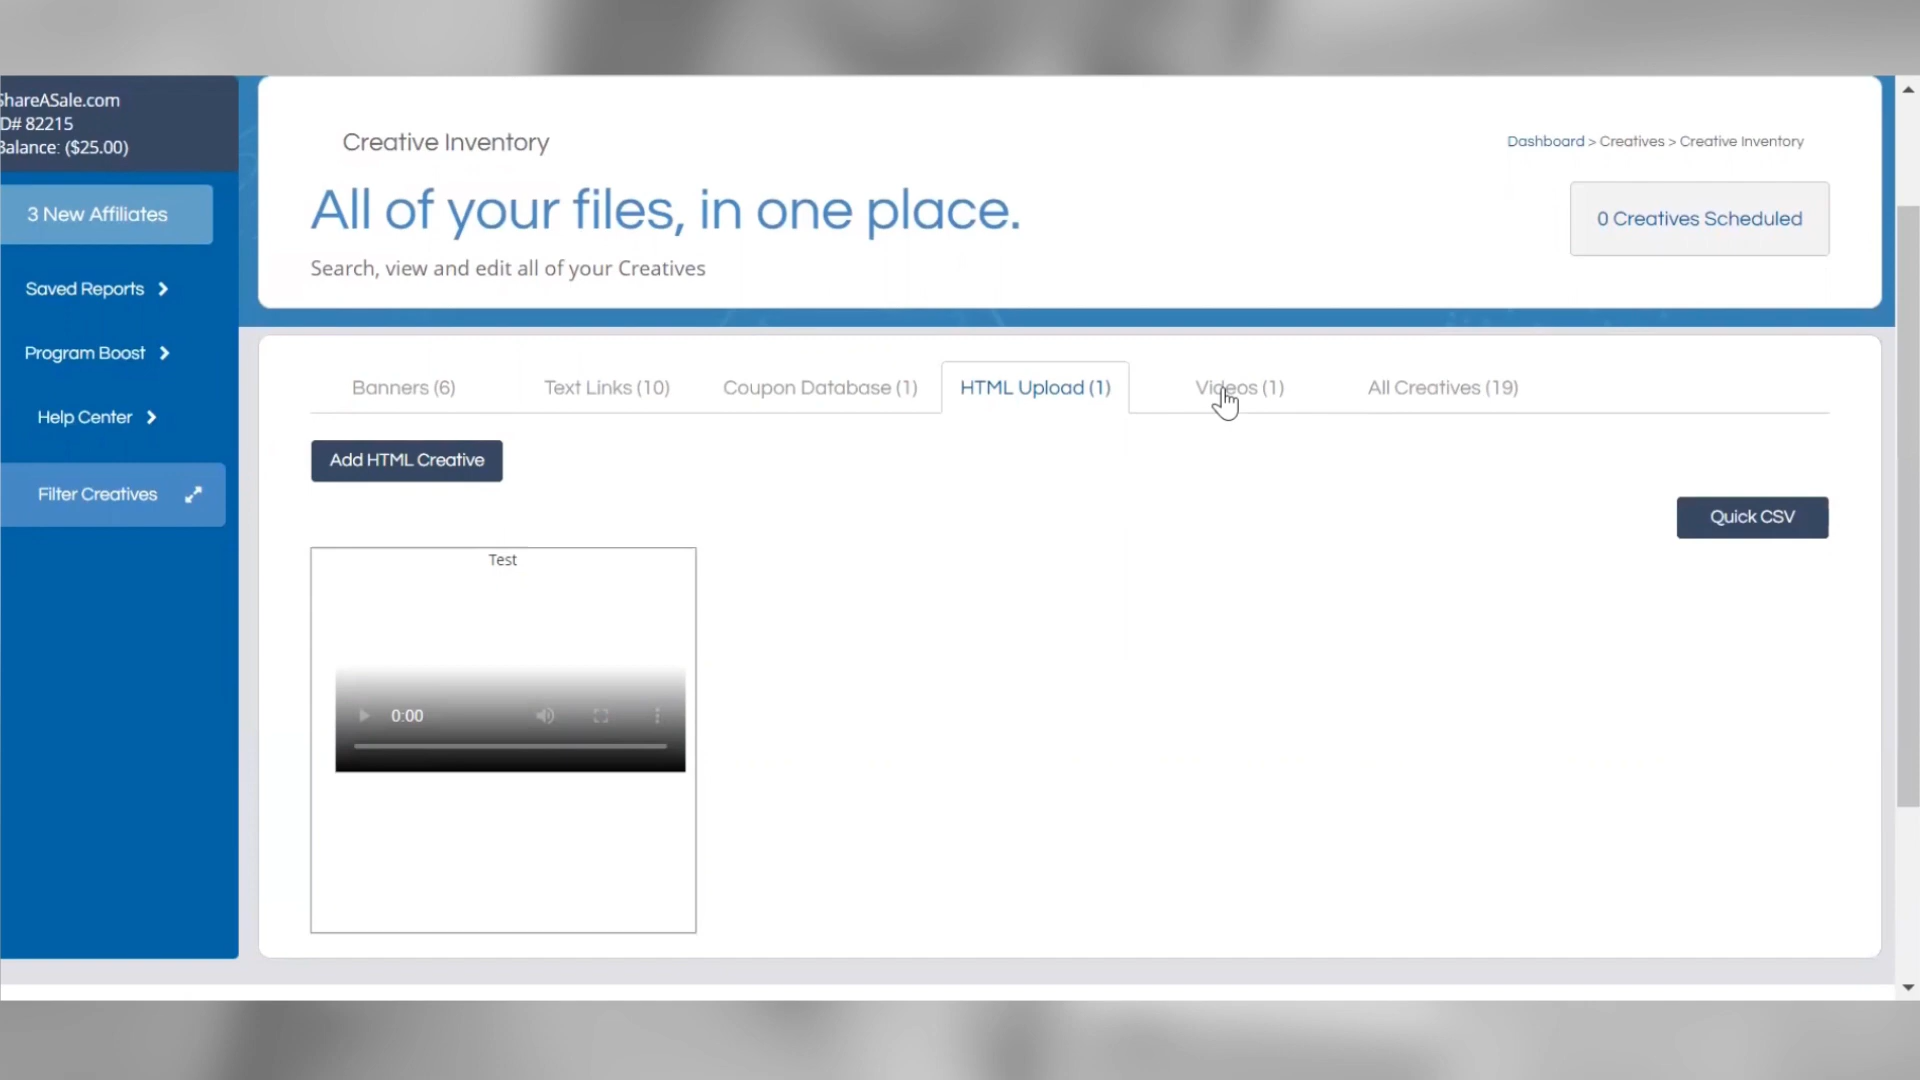 ShareASale.com
ID# 82215
Balance: ($25.00)
3 New Affiliates
Saved Reports
Program Boost
Help Center
Filter Creatives
Creative Inventory
Dashboard > Creatives > Creative Inventory
All of your files, in one place.
0 Creatives Scheduled
Search, view and edit all of your Creatives
Banners (6)
Text Links (10)
Coupon Database (1)
HTML Upload (1)
Videos (1)
All Creatives (19)
Add HTML Creative
Quick CSV
Test
0:00